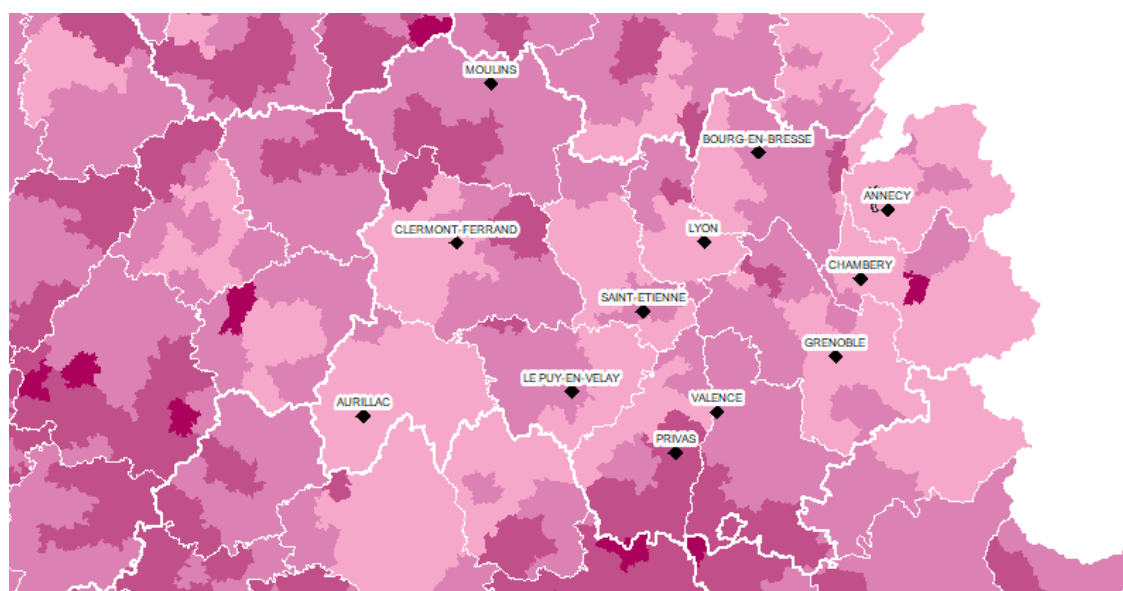 MOULINS
BOURG-EN-BRESSE
ANNECY
CLERMONT-FERRAND
LYON
CHAMBERY
SAINT-ETIENNE
GRENOBLE
LE PUY-EN-VELAY
AURILLAC
VALENCE
PRIVAS